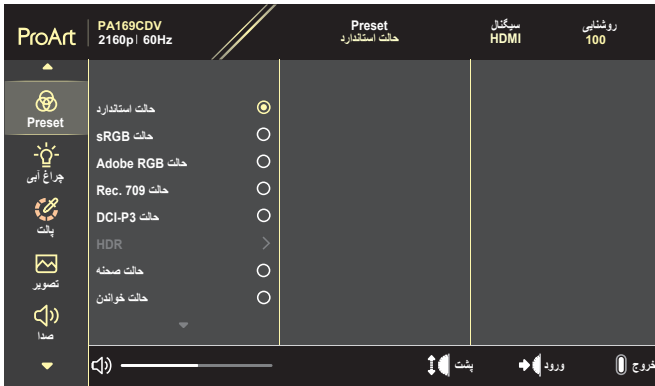 ProArt
PA169CDV
2160p | 60Hz
Preset
حالت استاندارد
سیگنال
HDMI
روشنایی
100
Preset
چراغ آبی
پالت
تصویر
صدا
حالت استاندارد
حالت sRGB
حالت Adobe RGB
حالت Rec. 709
حالت DCI-P3
HDR
حالت صحنه
حالت خواندن
پشت
ورود
خروج